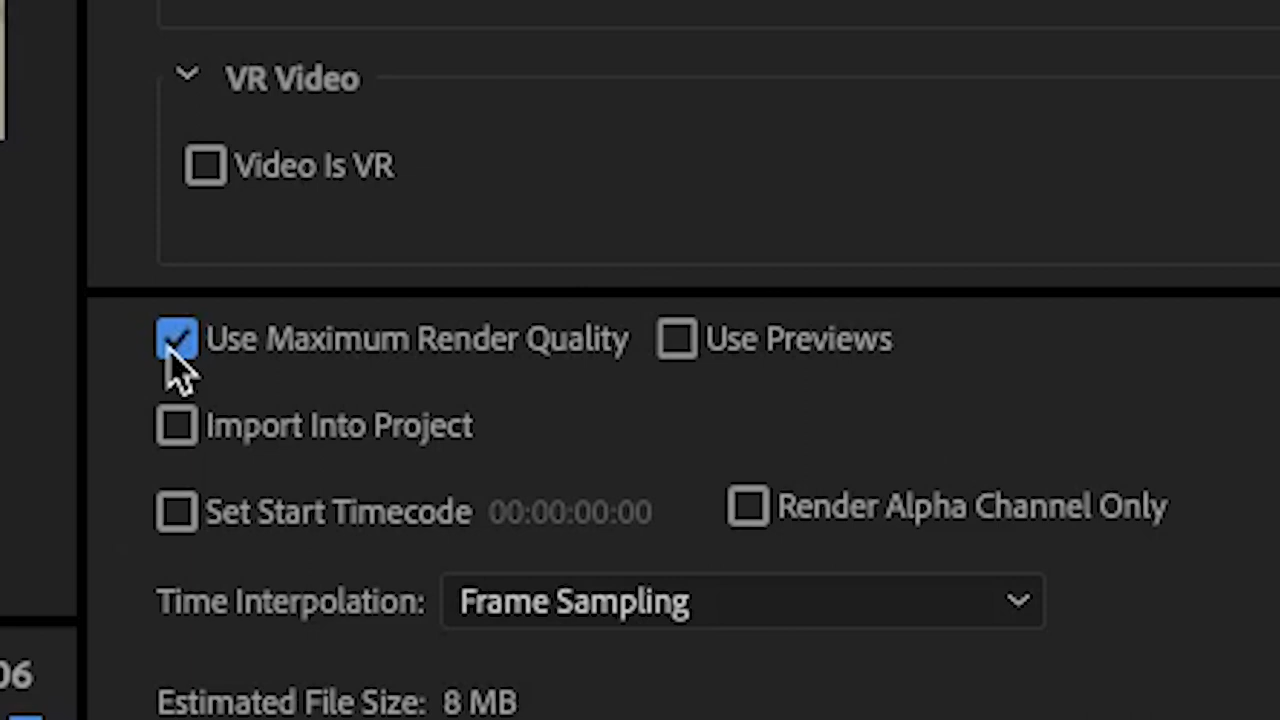 VR Video
Video Is VR
Use Maximum Render Quality Use Previews
Import Into Project
Set Start Timecode 00:00:00:00 Render Alpha Channel Only
Time Interpolation: Frame Sampling
06
Estimated File Size: 8 MB